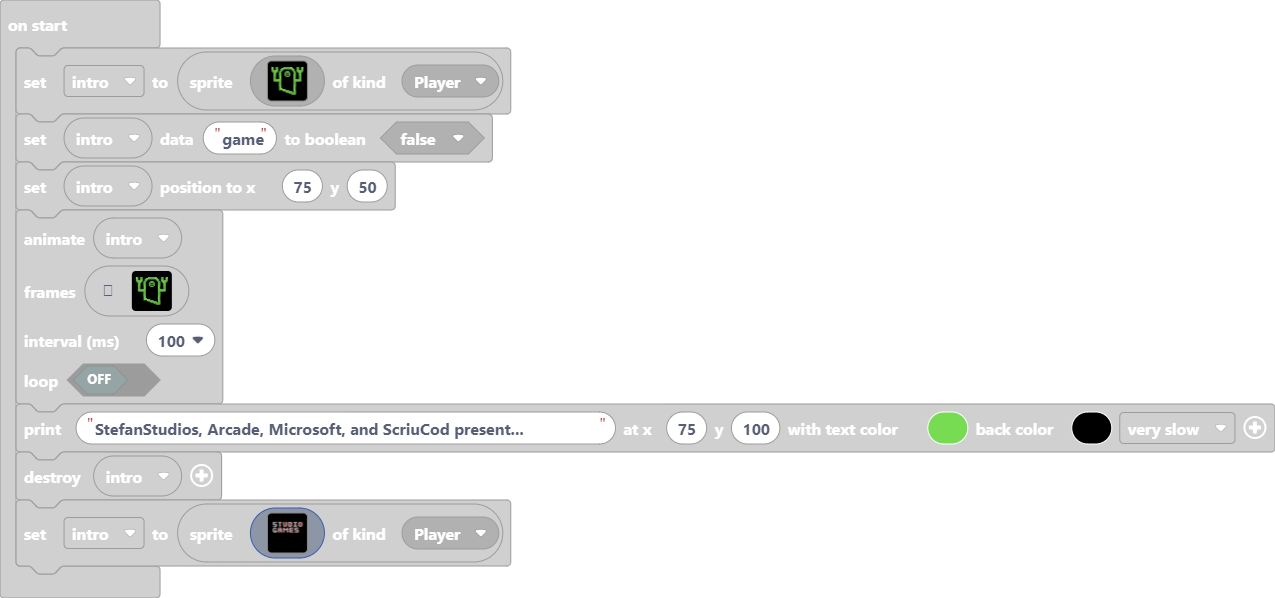 on start
set intro to sprite of kind Player
set intro data "game" to boolean false
set intro position to x 75 y 50
animate intro
frames
interval (ms) 100
loop OFF
print "StefanStudios, Arcade, Microsoft, and ScriuCod present..." at x 75 y 100 with text color back color very slow
destroy intro
set intro to sprite STUDIO GAMES of kind Player